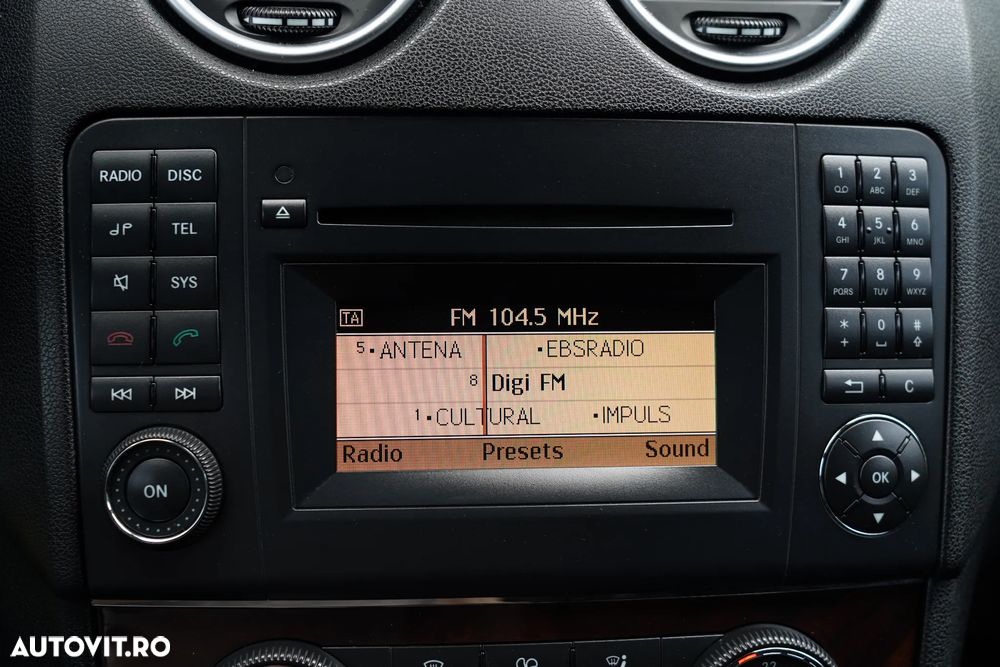 RADIO DISC
TEL
SYS
ON
TA FM 104.5 MHz
5·ANTENA ·EBSRADIO
8 Digi FM
1·CULTURAL ·IMPULS
Radio Presets Sound
1 2 ABC 3 DEF
4 GHI 5 JKL 6 MNO
7 PQRS 8 TUV 9 WXYZ
* + 0 #
C
OK
22
AUTOVIT.RO